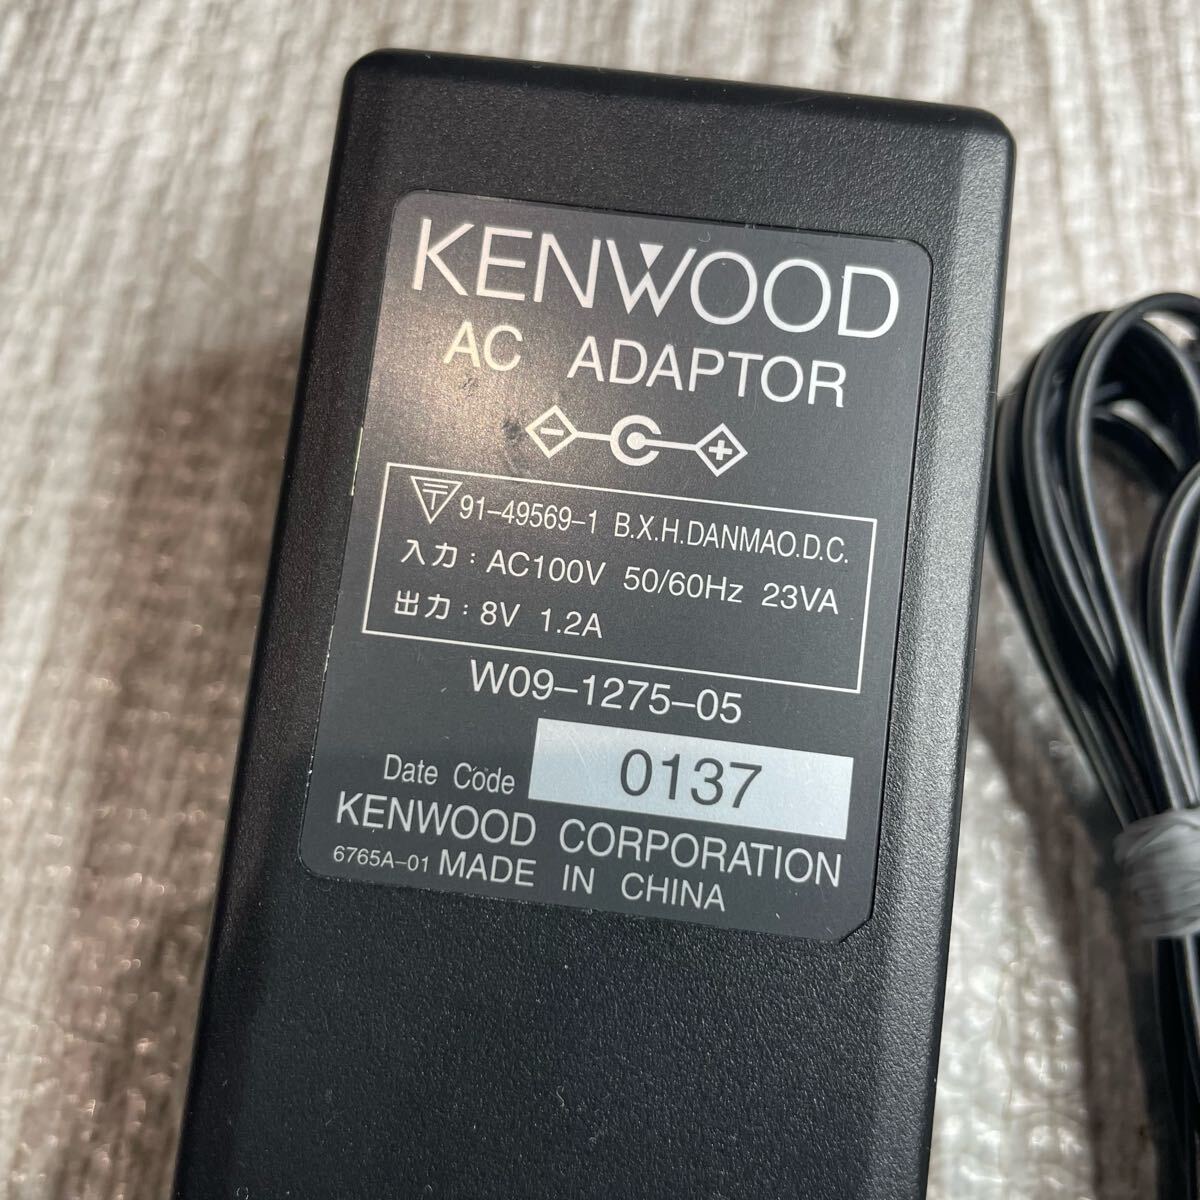 KENWOOD
AC ADAPTOR
- +
〒 91-49569-1 B.X.H.DANMAO.D.C.
入力 : AC100V 50/60Hz 23VA
出力 : 8V 1.2A
W09-1275-05
Date Code 0137
KENWOOD CORPORATION
6765A-01 MADE IN CHINA